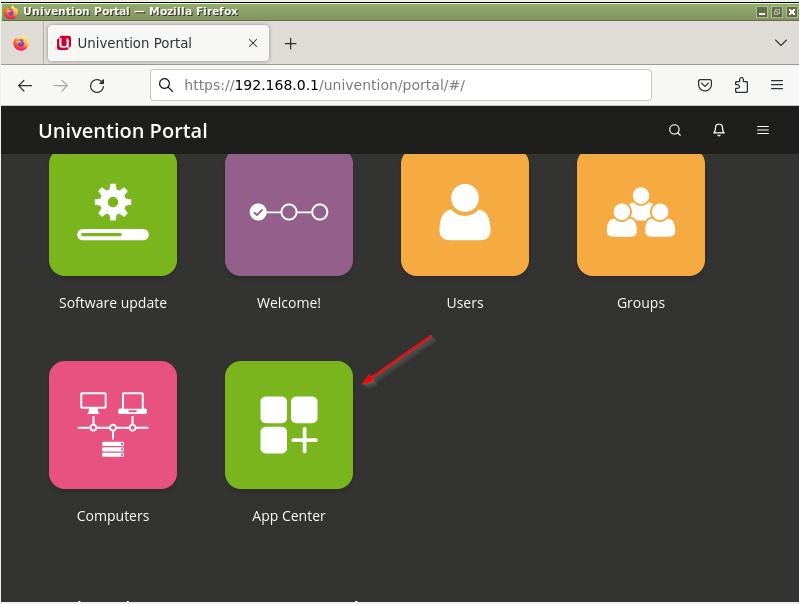 Univention Portal — Mozilla Firefox
Univention Portal
https://192.168.0.1/univention/portal/#/
Univention Portal
Software update
Welcome!
Users
Groups
Computers
App Center